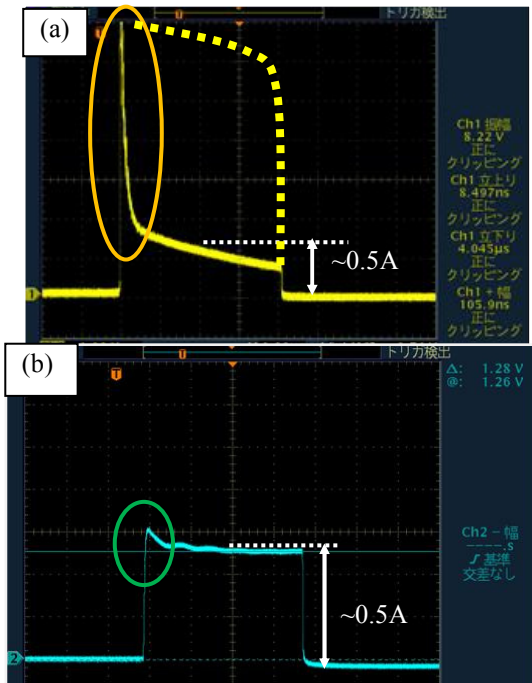 トリカ検出
(a)
T
T
Ch1 振幅
8.22 V
正に
クリッピング
Ch1 立上り
8.497ns
正に
クリッピング
Ch1 立下り
4.045µs
正に
クリッピング
Ch1 + 幅
105.9ns
正に
クリッピング
~0.5A
1
(b)
T
トリカ検出
T
Δ: 1.28 V
@: 1.26 V
Ch2 − 幅
----.s
基準
交差なし
~0.5A
2